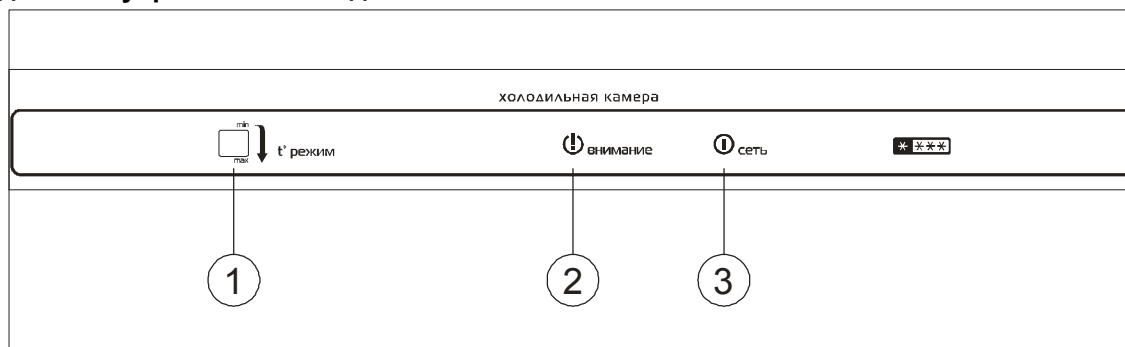 холодильная камера
min
max
t° режим
внимание
сеть
* ***
1
2
3